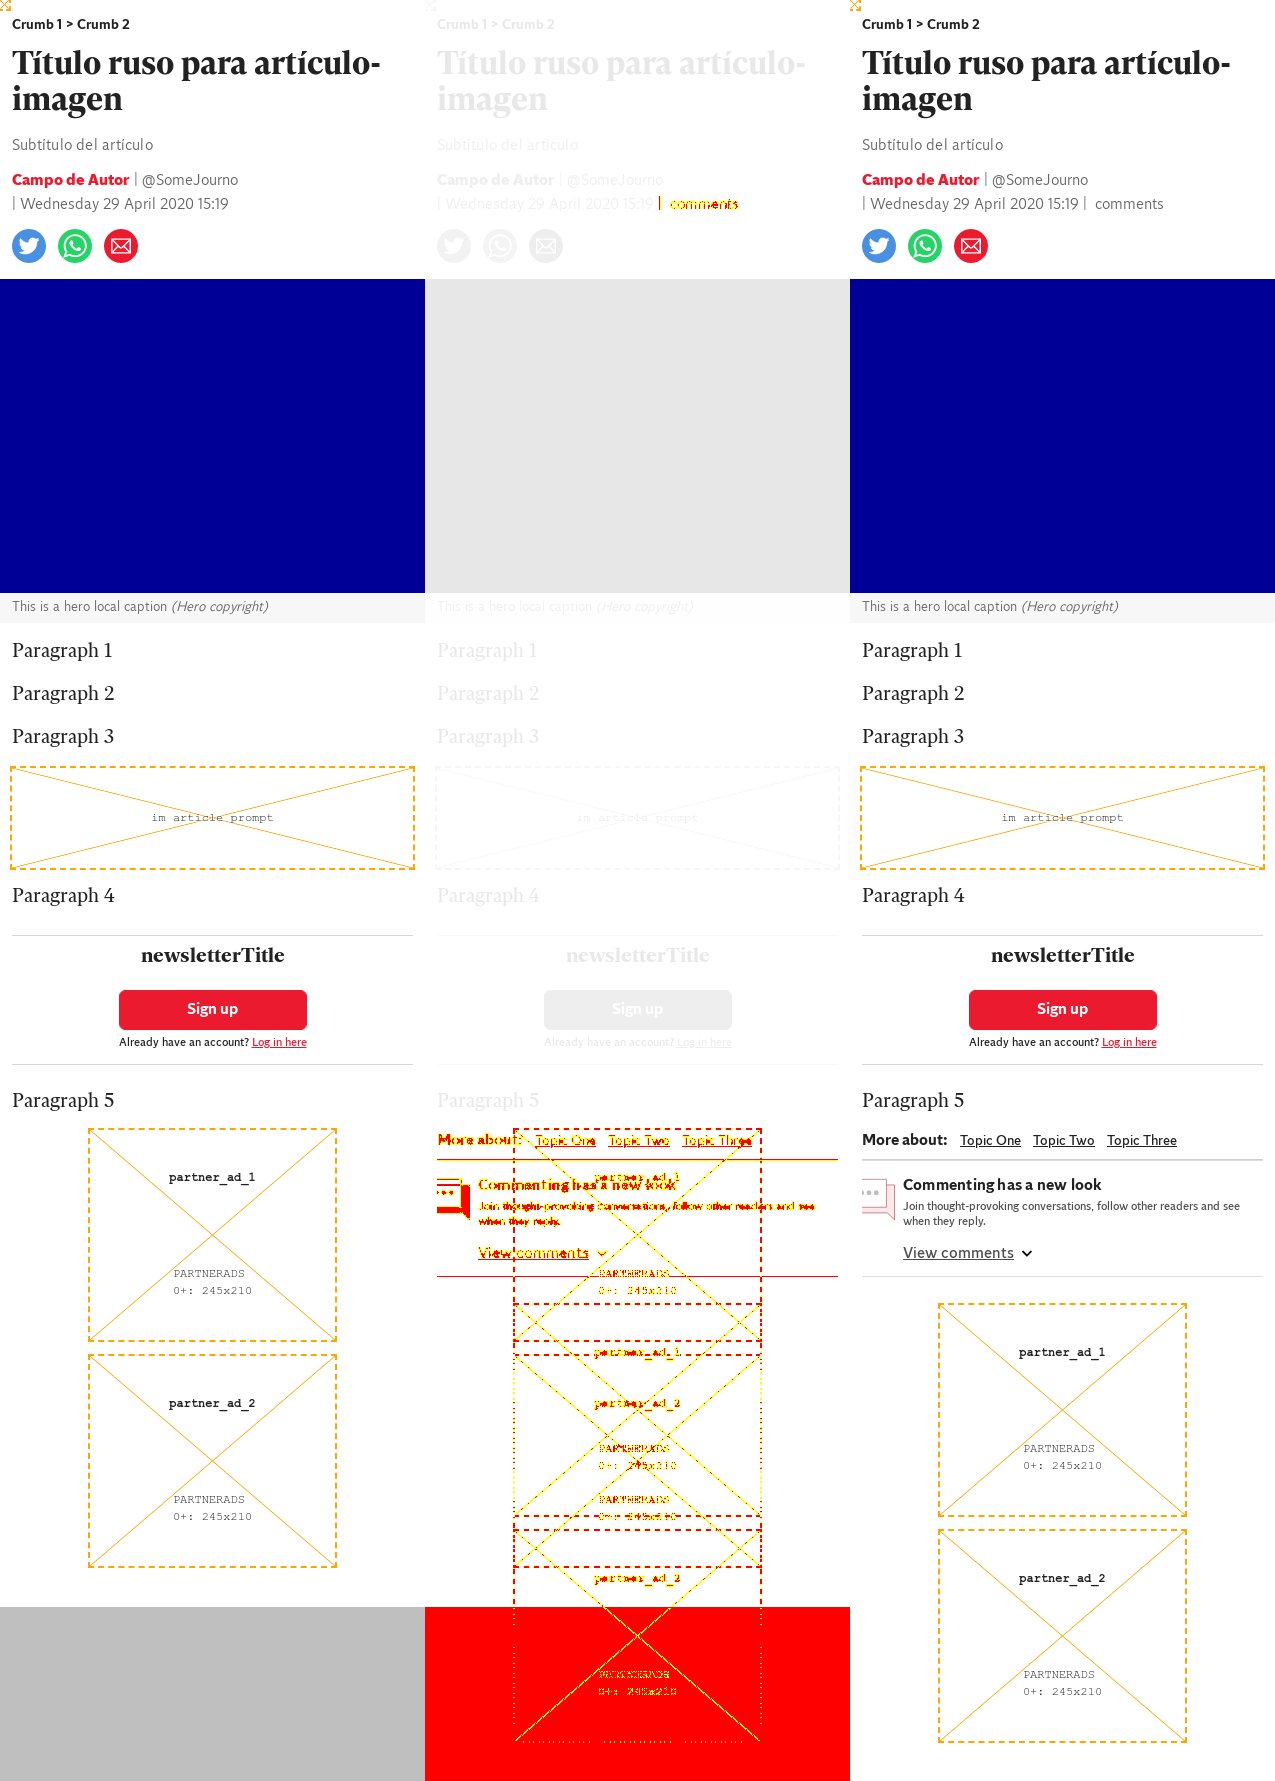 Crumb 1 > Crumb 2
Título ruso para artículo-
imagen
Subtítulo del artículo
Campo de Autor | @SomeJourno
| Wednesday 29 April 2020 15:19
This is a hero local caption (Hero copyright)
Paragraph 1
Paragraph 2
Paragraph 3
im article prompt
Paragraph 4
newsletterTitle
Sign up
Already have an account? Log in here
Paragraph 5
partner_ad_1
PARTNERADS
0+: 245x210
partner_ad_2
PARTNERADS
0+: 245x210
Crumb 1 > Crumb 2
Título ruso para artículo-
imagen
Subtítulo del artículo
Campo de Autor | @SomeJourno
| Wednesday 29 April 2020 15:19 | comments
This is a hero local caption (Hero copyright)
Paragraph 1
Paragraph 2
Paragraph 3
im article prompt
Paragraph 4
newsletterTitle
Sign up
Already have an account? Log in here
Paragraph 5
More about: Topic One Topic Two Topic Three
partner_ad_1
Commenting has a new look
Join thought-provoking conversations, follow other readers and see
when they reply.
View comments
PARTNERADS
0+: 245x210
partner_ad_1
partner_ad_2
PARTNERADS
0+: 245x210
PARTNERADS
0+: 245x210
partner_ad_2
PARTNERADS
0+: 245x210
Crumb 1 > Crumb 2
Título ruso para artículo-
imagen
Subtítulo del artículo
Campo de Autor | @SomeJourno
| Wednesday 29 April 2020 15:19 | comments
This is a hero local caption (Hero copyright)
Paragraph 1
Paragraph 2
Paragraph 3
im article prompt
Paragraph 4
newsletterTitle
Sign up
Already have an account? Log in here
Paragraph 5
More about: Topic One Topic Two Topic Three
Commenting has a new look
Join thought-provoking conversations, follow other readers and see
when they reply.
View comments
partner_ad_1
PARTNERADS
0+: 245x210
partner_ad_2
PARTNERADS
0+: 245x210